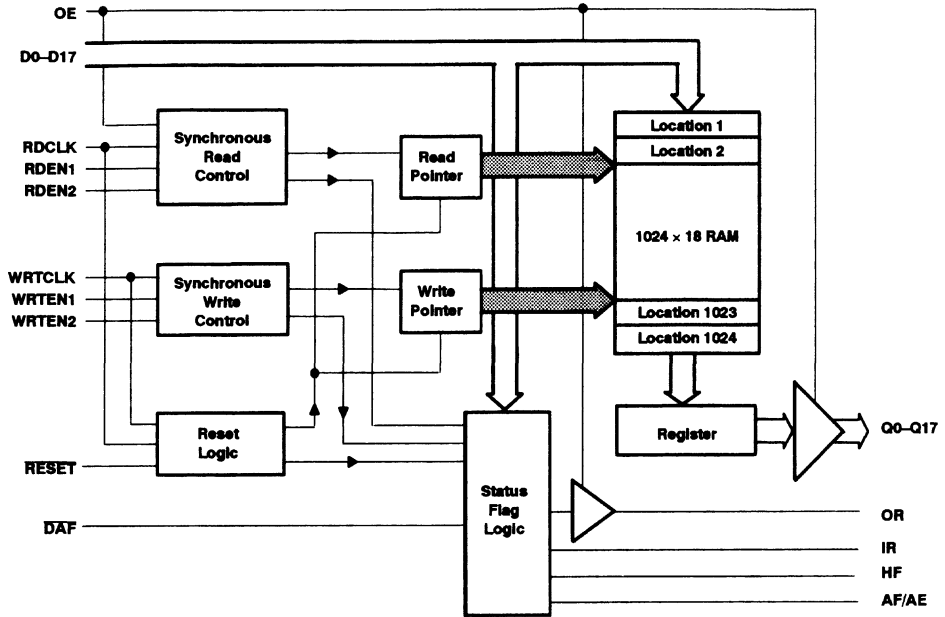 OE
D0–D17
RDCLK
RDEN1
RDEN2
Synchronous
Read
Control
Read
Pointer
Location 1
Location 2
1024 × 18 RAM
Location 1023
Location 1024
WRTCLK
WRTEN1
WRTEN2
Synchronous
Write
Control
Write
Pointer
Reset
Logic
RESET
DAF
Status
Flag
Logic
Register
Q0–Q17
OR
IR
HF
AF/AE